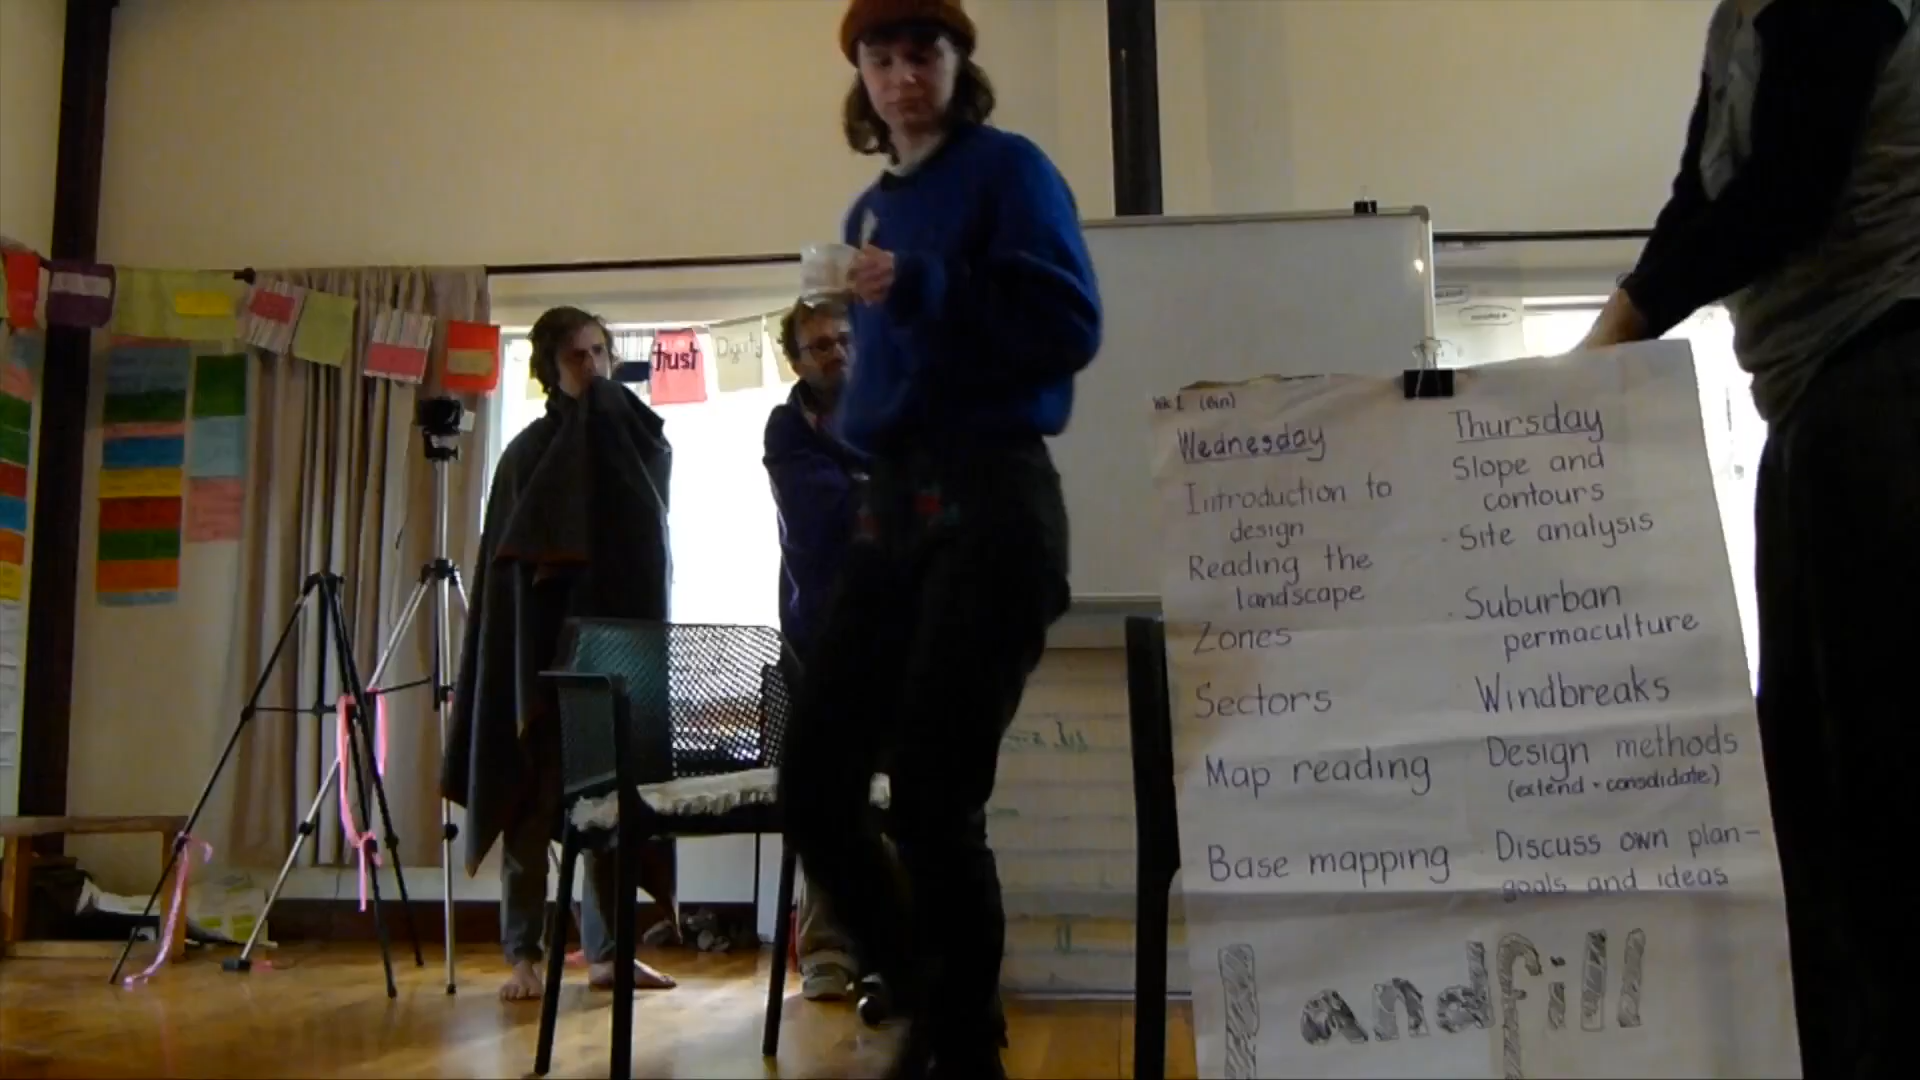 trust
Dignity
Wk 1 (6in)
Wednesday
Introduction to
design
Reading the
landscape
Zones
Sectors
Map reading
Base mapping
Thursday
Slope and
contours
· Site analysis
· Suburban
permaculture
Windbreaks
Design methods
(extend · consolidate)
Discuss own plan-
goals and ideas
landfill